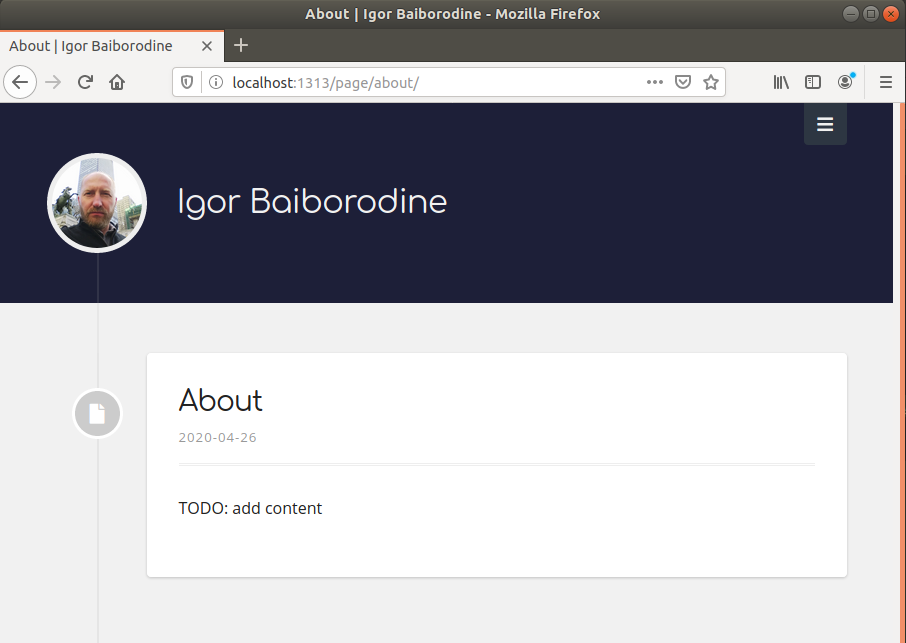 About | Igor Baiborodine - Mozilla Firefox
About | Igor Baiborodine
localhost:1313/page/about/
Igor Baiborodine
About
2020-04-26
TODO: add content